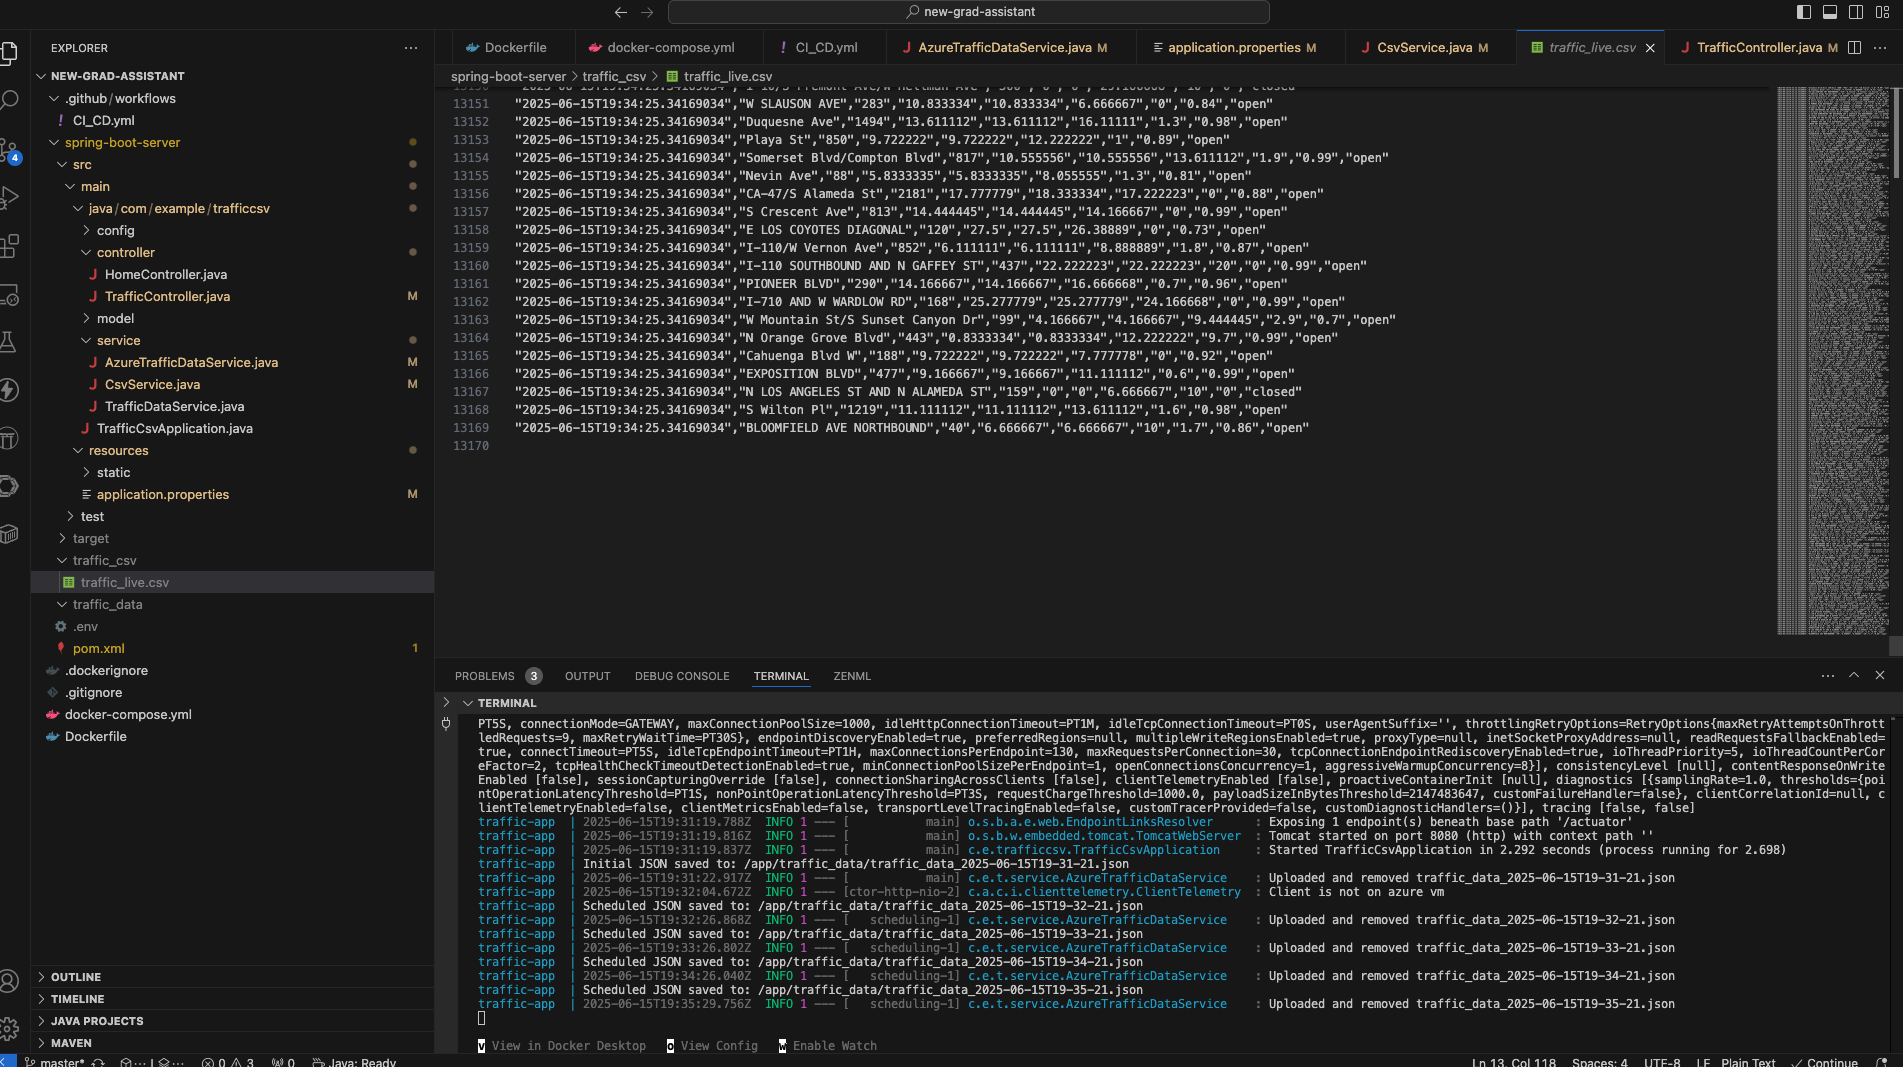 new-grad-assistant
EXPLORER
NEW-GRAD-ASSISTANT
.github/workflows
! CI_CD.yml
spring-boot-server
src
main
java/com/example/trafficcsv
config
controller
J HomeController.java
J TrafficController.java M
model
service
J AzureTrafficDataService.java M
J CsvService.java M
J TrafficDataService.java
J TrafficCsvApplication.java
resources
static
application.properties M
test
target
traffic_csv
traffic_live.csv
traffic_data
.env
pom.xml 1
.dockerignore
.gitignore
docker-compose.yml
Dockerfile
OUTLINE
TIMELINE
JAVA PROJECTS
MAVEN
4
Dockerfile docker-compose.yml ! CI_CD.yml J AzureTrafficDataService.java M application.properties M J CsvService.java M traffic_live.csv J TrafficController.java M
spring-boot-server > traffic_csv > traffic_live.csv
13151 "2025-06-15T19:34:25.34169034","W SLAUSON AVE","283","10.833334","10.833334","6.666667","0","0.84","open"
13152 "2025-06-15T19:34:25.34169034","Duquesne Ave","1494","13.611112","13.611112","16.11111","1.3","0.98","open"
13153 "2025-06-15T19:34:25.34169034","Playa St","850","9.722222","9.722222","12.222222","1","0.89","open"
13154 "2025-06-15T19:34:25.34169034","Somerset Blvd/Compton Blvd","817","10.555556","10.555556","13.611112","1.9","0.99","open"
13155 "2025-06-15T19:34:25.34169034","Nevin Ave","88","5.8333335","5.8333335","8.055555","1.3","0.81","open"
13156 "2025-06-15T19:34:25.34169034","CA-47/S Alameda St","2181","17.777779","18.333334","17.222223","0","0.88","open"
13157 "2025-06-15T19:34:25.34169034","S Crescent Ave","813","14.444445","14.444445","14.166667","0","0.99","open"
13158 "2025-06-15T19:34:25.34169034","E LOS COYOTES DIAGONAL","120","27.5","27.5","26.38889","0","0.73","open"
13159 "2025-06-15T19:34:25.34169034","I-110/W Vernon Ave","852","6.111111","6.111111","8.888889","1.8","0.87","open"
13160 "2025-06-15T19:34:25.34169034","I-110 SOUTHBOUND AND N GAFFEY ST","437","22.222223","22.222223","20","0","0.99","open"
13161 "2025-06-15T19:34:25.34169034","PIONEER BLVD","290","14.166667","14.166667","16.666668","0.7","0.96","open"
13162 "2025-06-15T19:34:25.34169034","I-710 AND W WARDLOW RD","168","25.277779","25.277779","24.166668","0","0.99","open"
13163 "2025-06-15T19:34:25.34169034","W Mountain St/S Sunset Canyon Dr","99","4.166667","4.166667","9.444445","2.9","0.7","open"
13164 "2025-06-15T19:34:25.34169034","N Orange Grove Blvd","443","0.8333334","0.8333334","12.222222","9.7","0.99","open"
13165 "2025-06-15T19:34:25.34169034","Cahuenga Blvd W","188","9.722222","9.722222","7.777778","0","0.92","open"
13166 "2025-06-15T19:34:25.34169034","EXPOSITION BLVD","477","9.166667","9.166667","11.111112","0.6","0.99","open"
13167 "2025-06-15T19:34:25.34169034","N LOS ANGELES ST AND N ALAMEDA ST","159","0","0","6.666667","10","0","closed"
13168 "2025-06-15T19:34:25.34169034","S Wilton Pl","1219","11.111112","11.111112","13.611112","1.6","0.98","open"
13169 "2025-06-15T19:34:25.34169034","BLOOMFIELD AVE NORTHBOUND","40","6.666667","6.666667","10","1.7","0.86","open"
13170
PROBLEMS 3 OUTPUT DEBUG CONSOLE TERMINAL ZENML
TERMINAL
PT5S, connectionMode=GATEWAY, maxConnectionPoolSize=1000, idleHttpConnectionTimeout=PT1M, idleTcpConnectionTimeout=PT0S, userAgentSuffix='', throttlingRetryOptions=RetryOptions{maxRetryAttemptsOnThrott
ledRequests=9, maxRetryWaitTime=PT30S}, endpointDiscoveryEnabled=true, preferredRegions=null, multipleWriteRegionsEnabled=true, proxyType=null, inetSocketProxyAddress=null, readRequestsFallbackEnabled=
true, connectTimeout=PT5S, idleTcpEndpointTimeout=PT1H, maxConnectionsPerEndpoint=130, maxRequestsPerConnection=30, tcpConnectionEndpointRediscoveryEnabled=true, ioThreadPriority=5, ioThreadCountPerCor
eFactor=2, tcpHealthCheckTimeoutDetectionEnabled=true, minConnectionPoolSizePerEndpoint=1, openConnectionsConcurrency=1, aggressiveWarmupConcurrency=8}], consistencyLevel [null], contentResponseOnWrite
Enabled [false], sessionCapturingOverride [false], connectionSharingAcrossClients [false], clientTelemetryEnabled [false], proactiveContainerInit [null], diagnostics [{samplingRate=1.0, thresholds={poi
ntOperationLatencyThreshold=PT1S, nonPointOperationLatencyThreshold=PT3S, requestChargeThreshold=1000.0, payloadSizeInBytesThreshold=2147483647, customFailureHandler=false}, clientCorrelationId=null, c
lientTelemetryEnabled=false, clientMetricsEnabled=false, transportLevelTracingEnabled=false, customTracerProvided=false, customDiagnosticHandlers=()}], tracing [false, false]
traffic-app | 2025-06-15T19:31:19.788Z INFO 1 --- [ main] o.s.b.a.e.web.EndpointLinksResolver : Exposing 1 endpoint(s) beneath base path '/actuator'
traffic-app | 2025-06-15T19:31:19.816Z INFO 1 --- [ main] o.s.b.w.embedded.tomcat.TomcatWebServer : Tomcat started on port 8080 (http) with context path ''
traffic-app | 2025-06-15T19:31:19.837Z INFO 1 --- [ main] c.e.trafficcsv.TrafficCsvApplication : Started TrafficCsvApplication in 2.292 seconds (process running for 2.698)
traffic-app | Initial JSON saved to: /app/traffic_data/traffic_data_2025-06-15T19-31-21.json
traffic-app | 2025-06-15T19:31:22.917Z INFO 1 --- [ main] c.e.t.service.AzureTrafficDataService : Uploaded and removed traffic_data_2025-06-15T19-31-21.json
traffic-app | 2025-06-15T19:32:04.672Z INFO 1 --- [ctor-http-nio-2] c.a.c.i.clienttelemetry.ClientTelemetry : Client is not on azure vm
traffic-app | Scheduled JSON saved to: /app/traffic_data/traffic_data_2025-06-15T19-32-21.json
traffic-app | 2025-06-15T19:32:26.868Z INFO 1 --- [ scheduling-1] c.e.t.service.AzureTrafficDataService : Uploaded and removed traffic_data_2025-06-15T19-32-21.json
traffic-app | Scheduled JSON saved to: /app/traffic_data/traffic_data_2025-06-15T19-33-21.json
traffic-app | 2025-06-15T19:33:26.802Z INFO 1 --- [ scheduling-1] c.e.t.service.AzureTrafficDataService : Uploaded and removed traffic_data_2025-06-15T19-33-21.json
traffic-app | Scheduled JSON saved to: /app/traffic_data/traffic_data_2025-06-15T19-34-21.json
traffic-app | 2025-06-15T19:34:26.040Z INFO 1 --- [ scheduling-1] c.e.t.service.AzureTrafficDataService : Uploaded and removed traffic_data_2025-06-15T19-34-21.json
traffic-app | Scheduled JSON saved to: /app/traffic_data/traffic_data_2025-06-15T19-35-21.json
traffic-app | 2025-06-15T19:35:29.756Z INFO 1 --- [ scheduling-1] c.e.t.service.AzureTrafficDataService : Uploaded and removed traffic_data_2025-06-15T19-35-21.json
v View in Docker Desktop o View Config w Enable Watch
master* 0 3 0 Java: Ready Ln 13, Col 118 Spaces: 4 UTF-8 LF Plain Text Continue